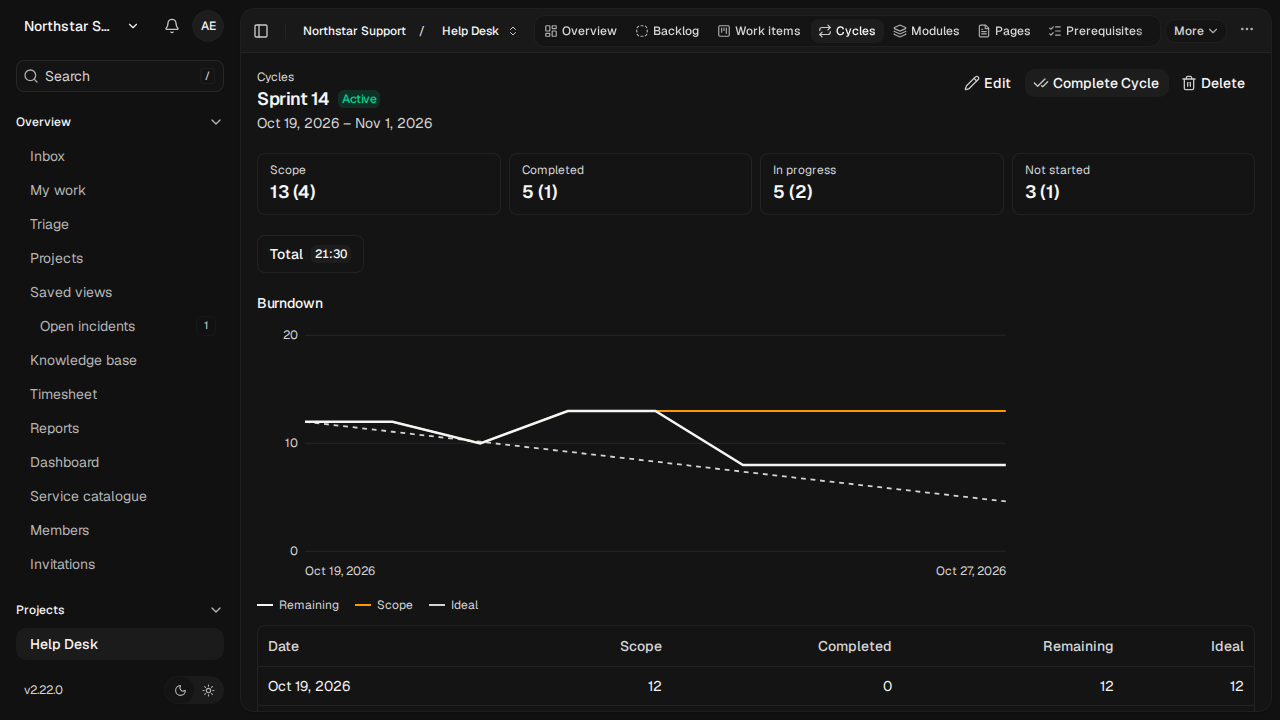 Northstar S...
AE
Search /
Overview
Inbox
My work
Triage
Projects
Saved views
Open incidents 1
Knowledge base
Timesheet
Reports
Dashboard
Service catalogue
Members
Invitations
Projects
Help Desk
v2.22.0
Northstar Support / Help Desk
Overview Backlog Work items Cycles Modules Pages Prerequisites More
Cycles
Sprint 14 Active
Oct 19, 2026 – Nov 1, 2026
Edit Complete Cycle Delete
Scope
13 (4)
Completed
5 (1)
In progress
5 (2)
Not started
3 (1)
Total 21:30
Burndown
20
10
0
Oct 19, 2026 Oct 27, 2026
Remaining Scope Ideal
Date Scope Completed Remaining Ideal
Oct 19, 2026 12 0 12 12